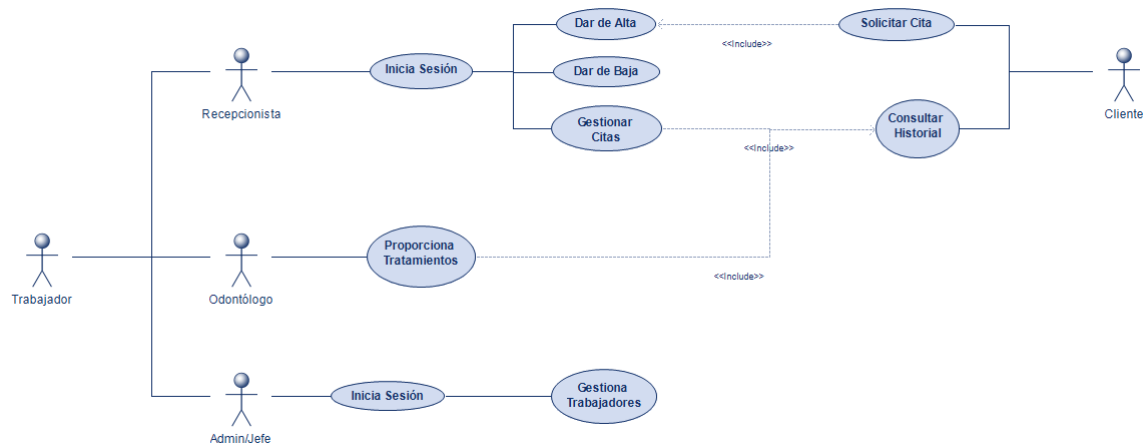 Dar de Alta
Solicitar Cita
<<Include>>
Inicia Sesión
Dar de Baja
Recepcionista
Cliente
Gestionar
Citas
Consultar
Historial
<<Include>>
Proporciona
Tratamientos
<<Include>>
Trabajador
Odontólogo
Inicia Sesión
Gestiona
Trabajadores
Admin/Jefe